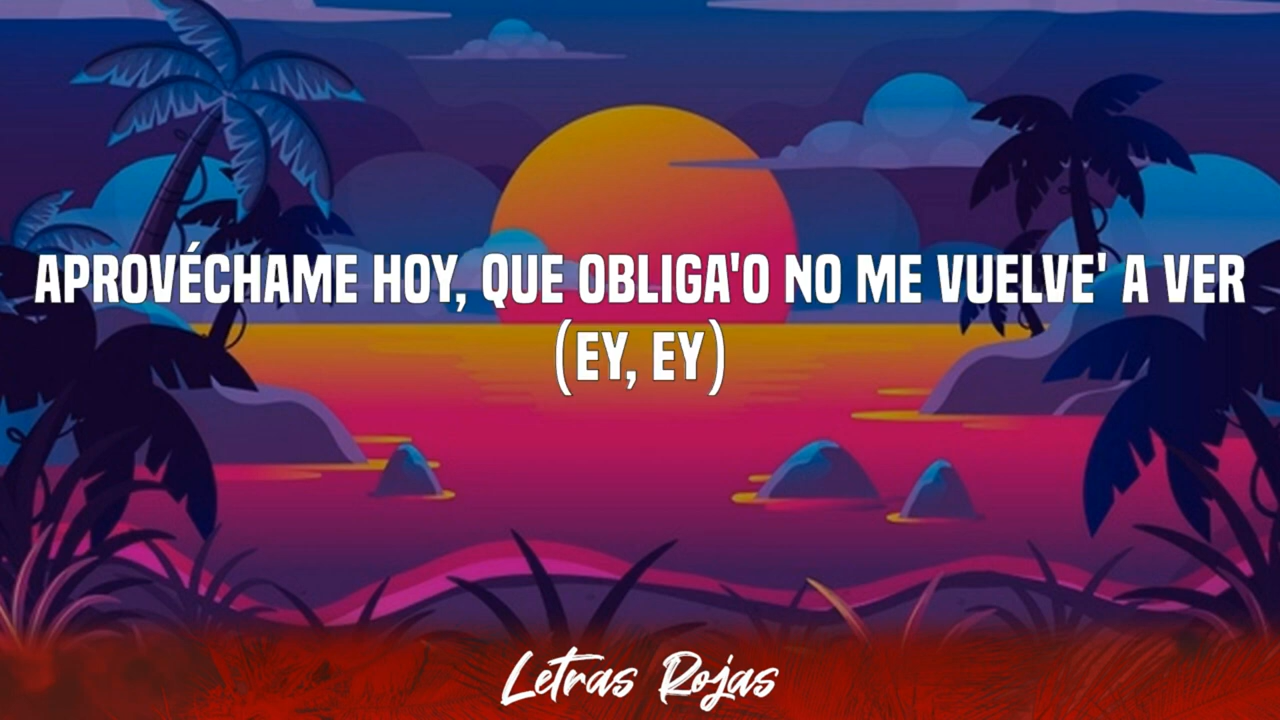 APROVÉCHAME HOY, QUE OBLIGA'O NO ME VUELVE' A VER
(EY, EY)
Letras Rojas